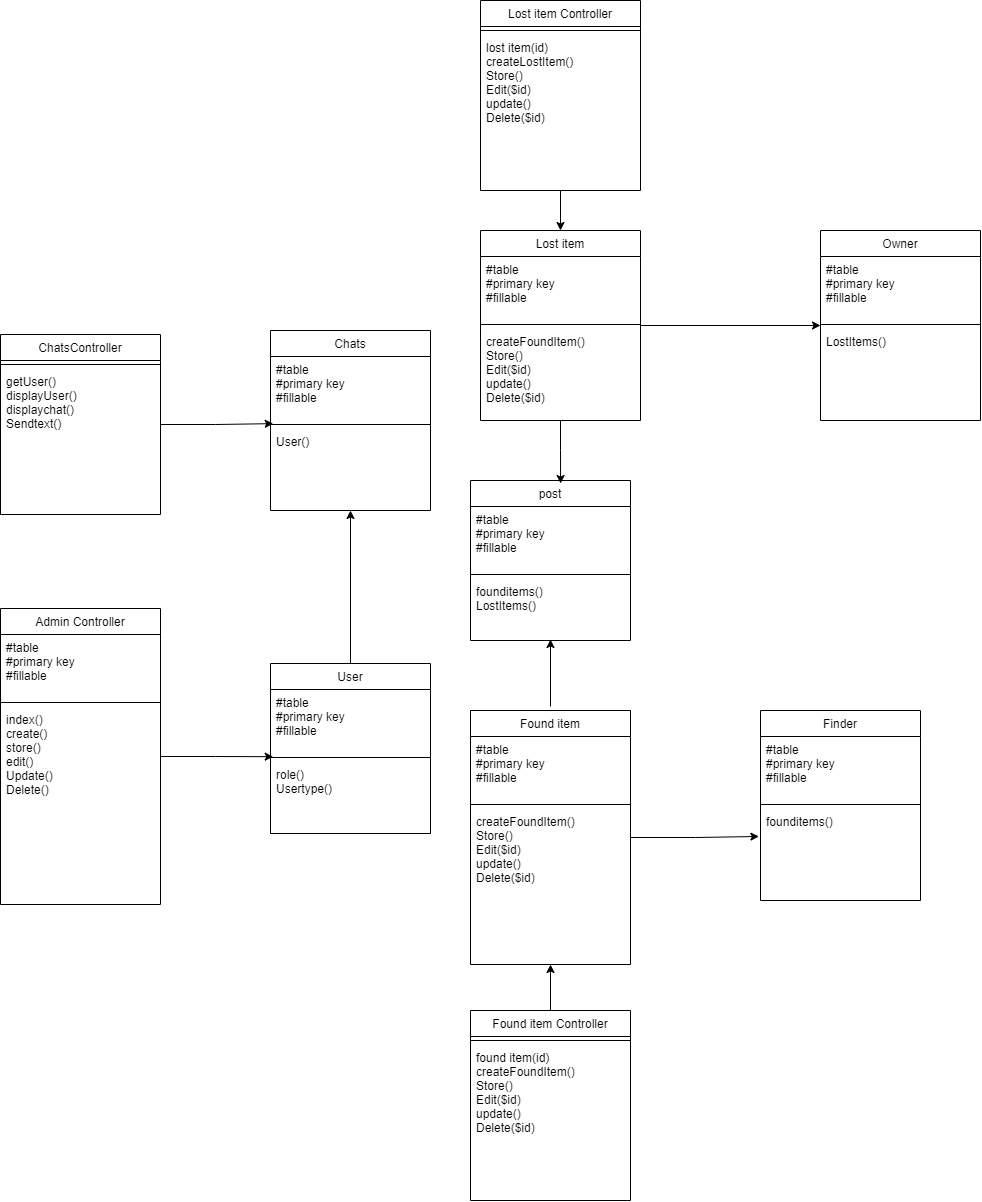 Lost item Controller
lost item(id)
createLostItem()
Store()
Edit($id)
update()
Delete($id)
Lost item
#table
#primary key
#fillable
createFoundItem()
Store()
Edit($id)
update()
Delete($id)
Owner
#table
#primary key
#fillable
LostItems()
ChatsController
getUser()
displayUser()
displaychat()
Sendtext()
Chats
#table
#primary key
#fillable
User()
post
#table
#primary key
#fillable
founditems()
LostItems()
Admin Controller
#table
#primary key
#fillable
index()
create()
store()
edit()
Update()
Delete()
User
#table
#primary key
#fillable
role()
Usertype()
Found item
#table
#primary key
#fillable
createFoundItem()
Store()
Edit($id)
update()
Delete($id)
Finder
#table
#primary key
#fillable
founditems()
Found item Controller
found item(id)
createFoundItem()
Store()
Edit($id)
update()
Delete($id)